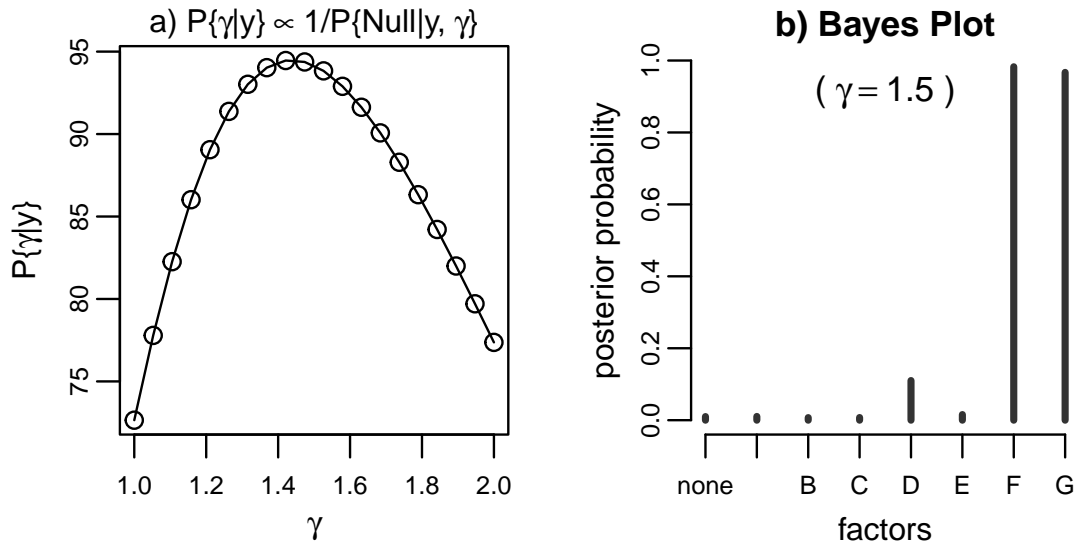 a) P{γ|y} ∝ 1/P{Null|y, γ}
P{γ|y}
95
90
85
80
75
1.0 1.2 1.4 1.6 1.8 2.0
γ
b) Bayes Plot
( γ = 1.5 )
posterior probability
1.0
0.8
0.6
0.4
0.2
0.0
none B C D E F G
factors